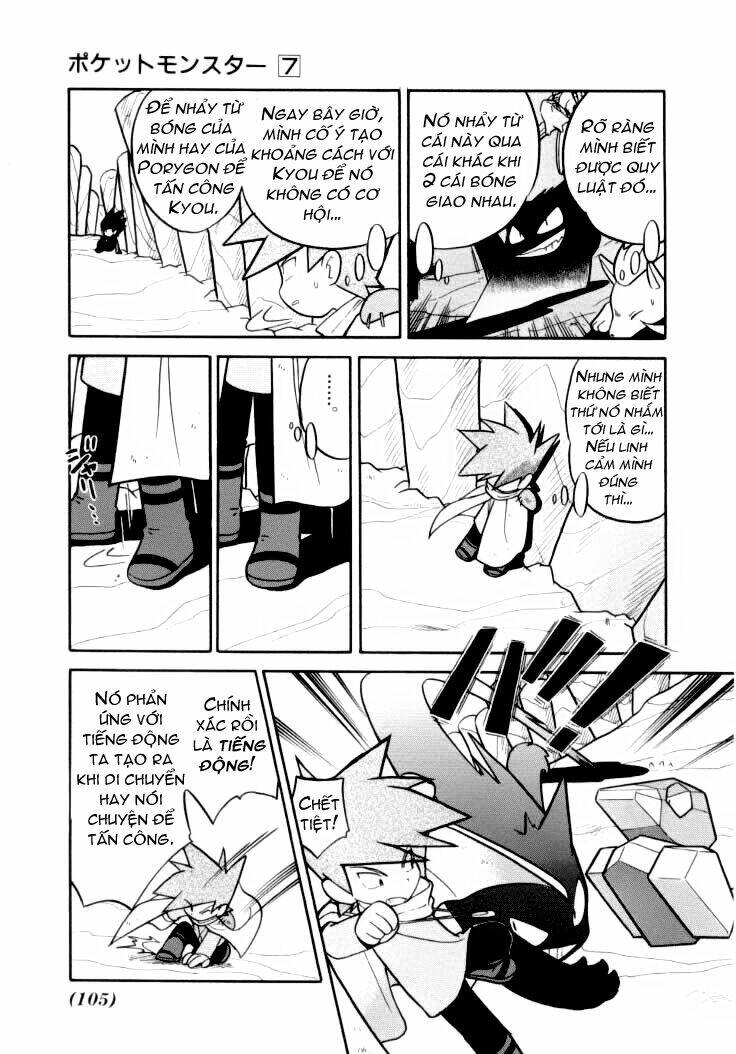 ポケットモンスター 7
RÕ RÀNG
MÌNH BIẾT
ĐƯỢC QUY
LUẬT ĐÓ...
NÓ NHẢY TỪ
CÁI NÀY QUA
CÁI KHÁC KHI
2 CÁI BÓNG
GIAO NHAU.
NGAY BÂY GIỜ,
MÌNH CỐ Ý TẠO
KHOẢNG CÁCH VỚI
KYOU ĐỂ NÓ
KHÔNG CÓ CƠ
HỘI...
ĐỂ NHẢY TỪ
BÓNG CỦA
MÌNH HAY CỦA
PORYGON ĐỂ
TẤN CÔNG
KYOU.
NHƯNG MÌNH
KHÔNG BIẾT
THỨ NÓ NHẮM
TỚI LÀ GÌ...
NẾU LINH
CẢM MÌNH
ĐÚNG
THÌ...
......
ジャリ...
!!!!
CHẾT
TIỆT!
CHÍNH
XÁC RỒI
LÀ TIẾNG
ĐỘNG!
NÓ PHẢN
ỨNG VỚI
TIẾNG ĐỘNG
TA TẠO RA
KHI DI CHUYỂN
HAY NÓI
CHUYỆN ĐỂ
TẤN CÔNG.
(105)